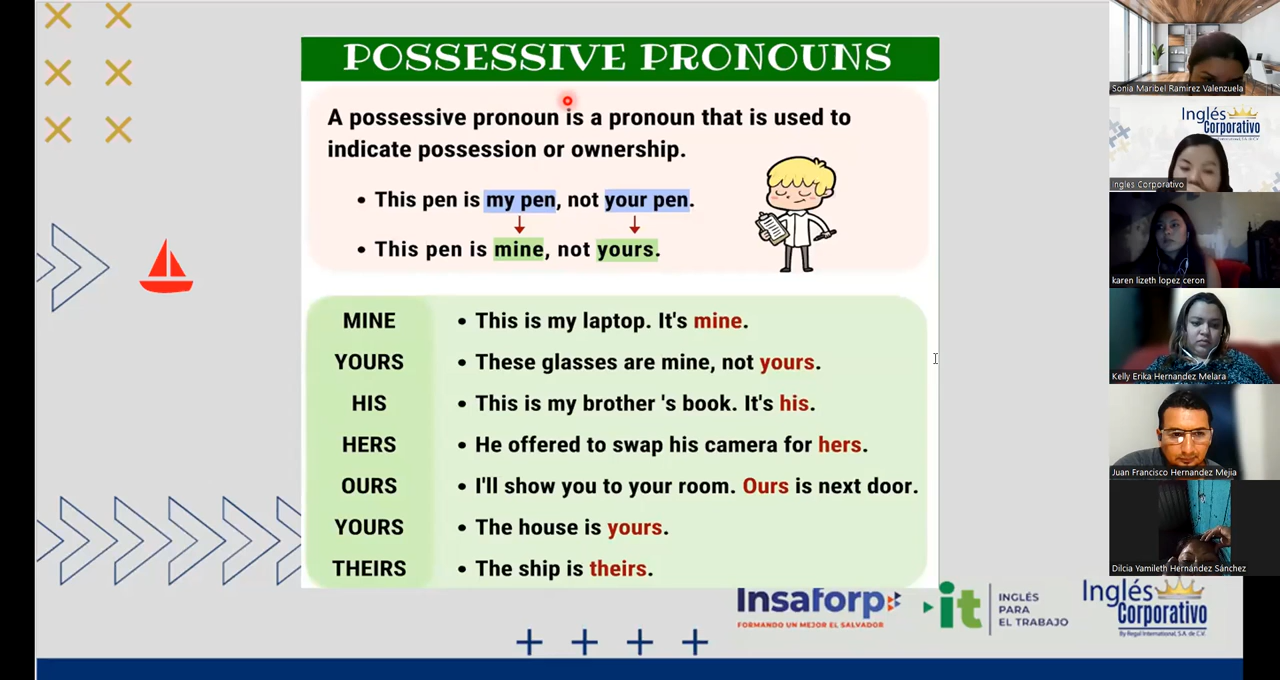 POSSESSIVE PRONOUNS
A possessive pronoun is a pronoun that is used to
indicate possession or ownership.
• This pen is my pen, not your pen.
• This pen is mine, not yours.
MINE • This is my laptop. It's mine.
YOURS • These glasses are mine, not yours.
HIS • This is my brother 's book. It's his.
HERS • He offered to swap his camera for hers.
OURS • I'll show you to your room. Ours is next door.
YOURS • The house is yours.
THEIRS • The ship is theirs.
Insaforp
FORMANDO UN MEJOR EL SALVADOR
it
INGLÉS
PARA
EL TRABAJO
Inglés
Corporativo
By Regal International, S.A. de C.V.
Sonia Maribel Ramirez Valenzuela
Inglés
Corporativo
Ingles Corporativo
karen lizeth lopez ceron
Kelly Erika Hernandez Melara
Juan Francisco Hernandez Mejia
Dilcia Yamileth Hernández Sánchez